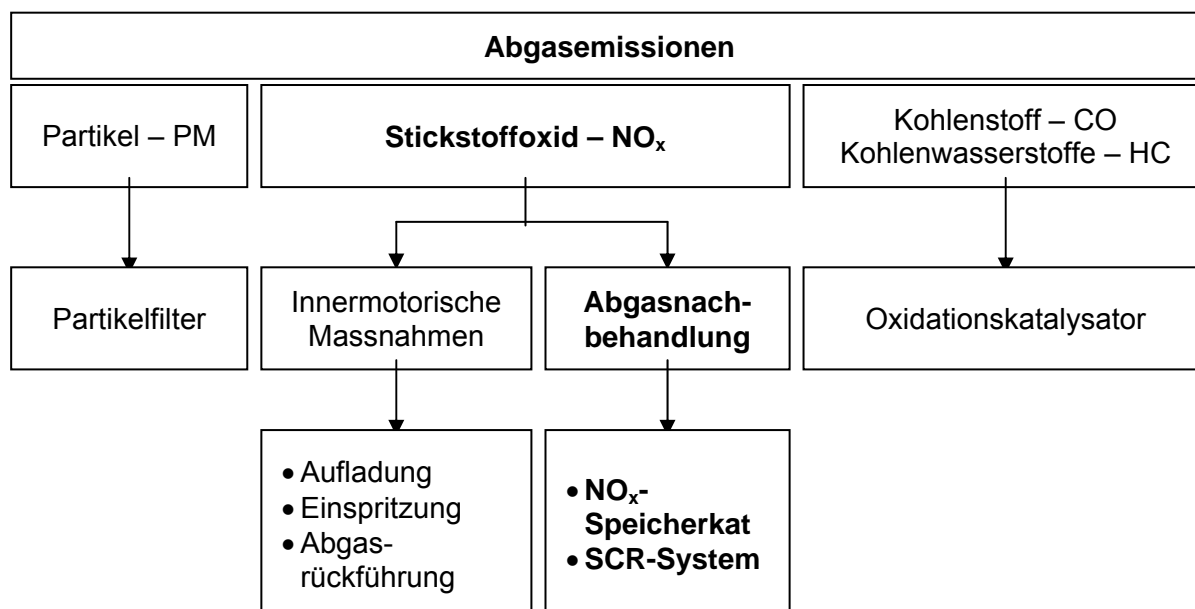 Abgasemissionen
Partikel – PM
Stickstoffoxid – NOx
Kohlenstoff – CO
Kohlenwasserstoffe – HC
Partikelfilter
Innermotorische
Massnahmen
Abgasnach-
behandlung
Oxidationskatalysator
• Aufladung
• Einspritzung
• Abgas-
rückführung
• NOx-
Speicherkat
• SCR-System